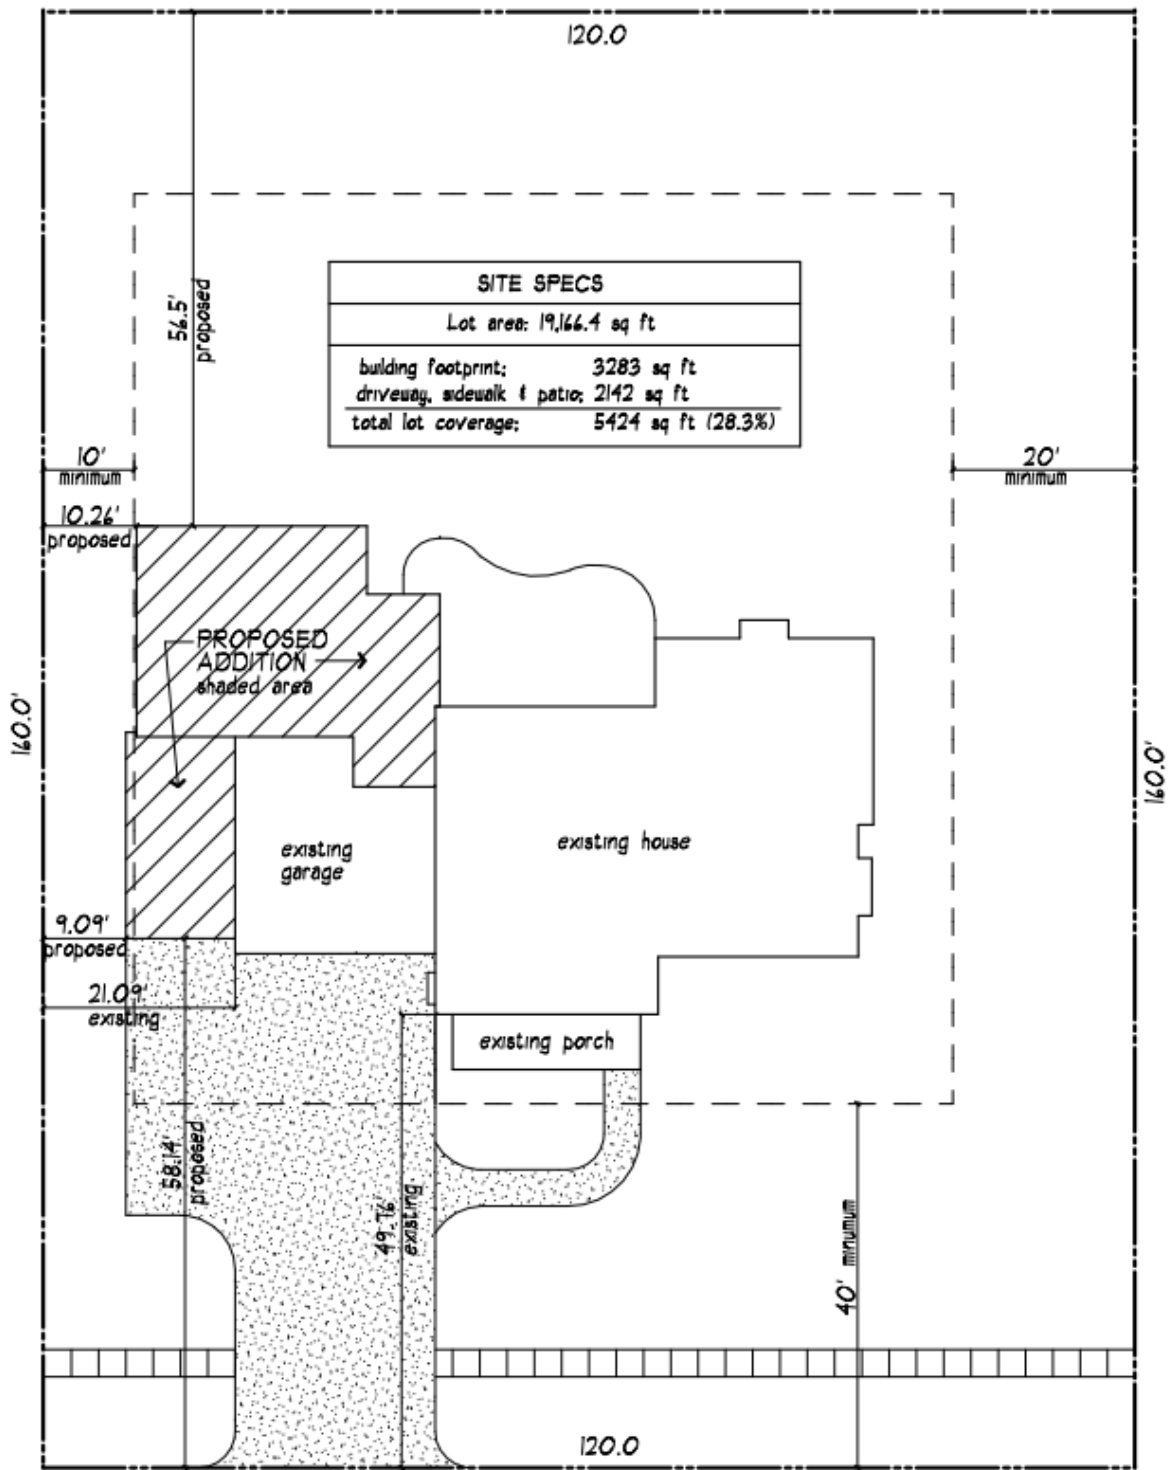 120.0
56.5'
proposed
SITE SPECS
Lot area: 19,166.4 sq ft
building footprint: 3283 sq ft
driveway, sidewalk & patio: 2142 sq ft
total lot coverage: 5424 sq ft (28.3%)
10'
minimum
20'
minimum
10.26'
proposed
PROPOSED
ADDITION
shaded area
160.0'
160.0'
existing
garage
existing house
9.09'
proposed
21.09'
existing
existing porch
58.14'
proposed
49.76'
existing
40' minumum
120.0